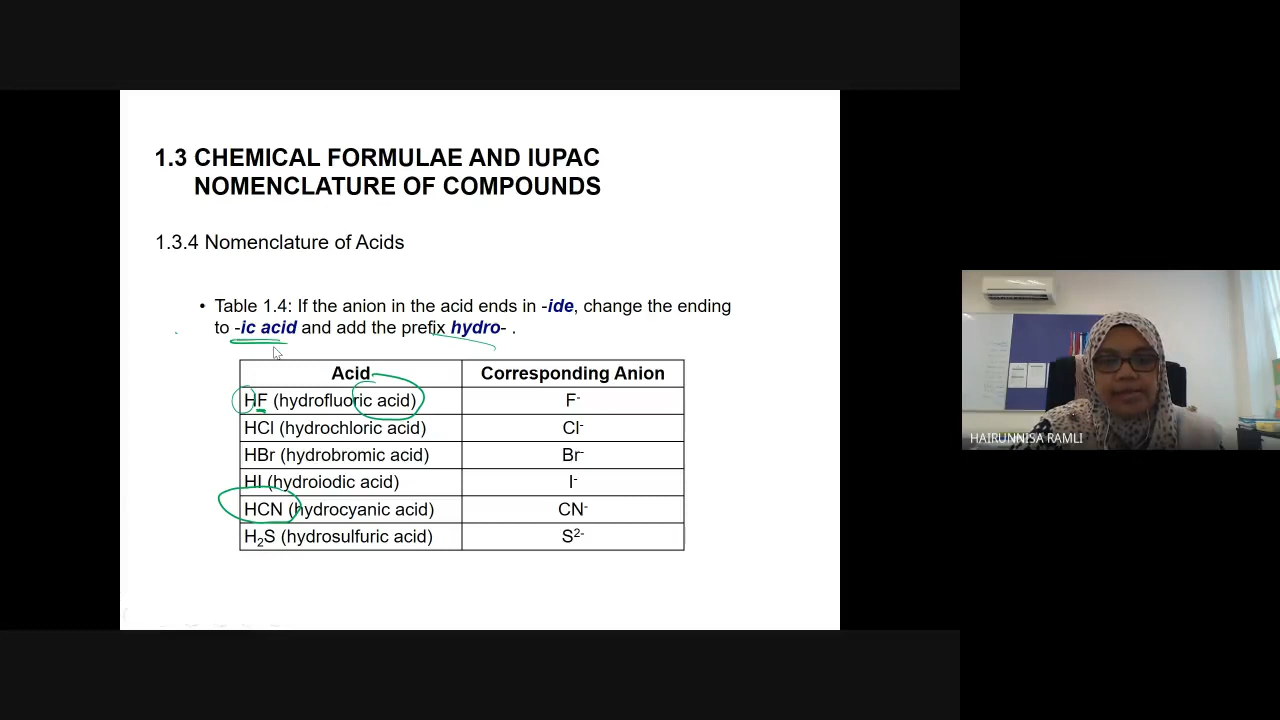 1.3 CHEMICAL FORMULAE AND IUPAC
NOMENCLATURE OF COMPOUNDS
1.3.4 Nomenclature of Acids
• Table 1.4: If the anion in the acid ends in -ide, change the ending
to -ic acid and add the prefix hydro- .
Acid Corresponding Anion
HF (hydrofluoric acid) F⁻
HCl (hydrochloric acid) Cl⁻
HBr (hydrobromic acid) Br⁻
HI (hydroiodic acid) I⁻
HCN (hydrocyanic acid) CN⁻
H₂S (hydrosulfuric acid) S²⁻
HAIRUNNISA RAMLI